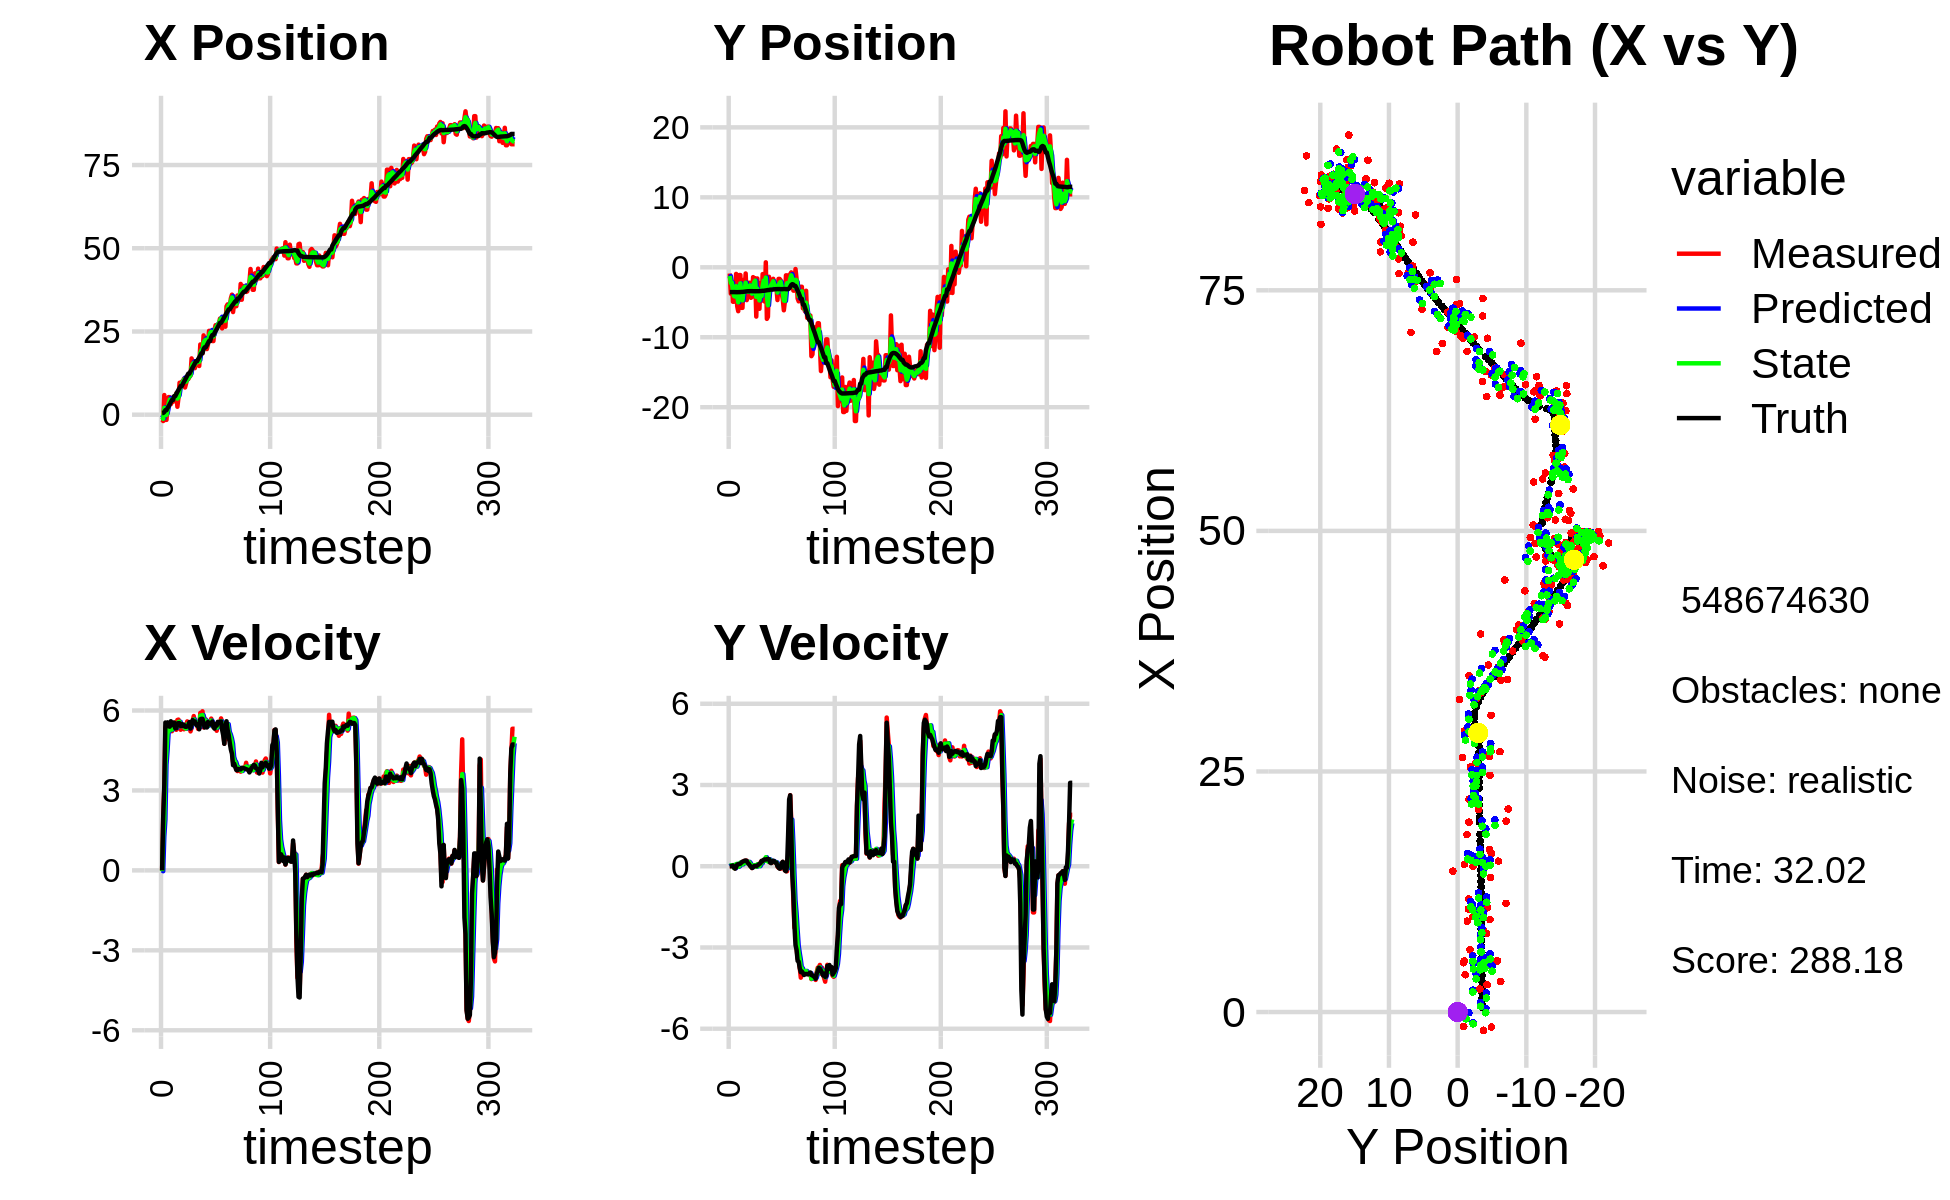 X Position
75
50
25
0
0
100
200
300
timestep
Y Position
20
10
0
-10
-20
0
100
200
300
timestep
X Velocity
6
3
0
-3
-6
0
100
200
300
timestep
Y Velocity
6
3
0
-3
-6
0
100
200
300
timestep
Robot Path (X vs Y)
X Position
75
50
25
0
20 10 0 -10 -20
Y Position
variable
Measured
Predicted
State
Truth
548674630
Obstacles: none
Noise: realistic
Time: 32.02
Score: 288.18